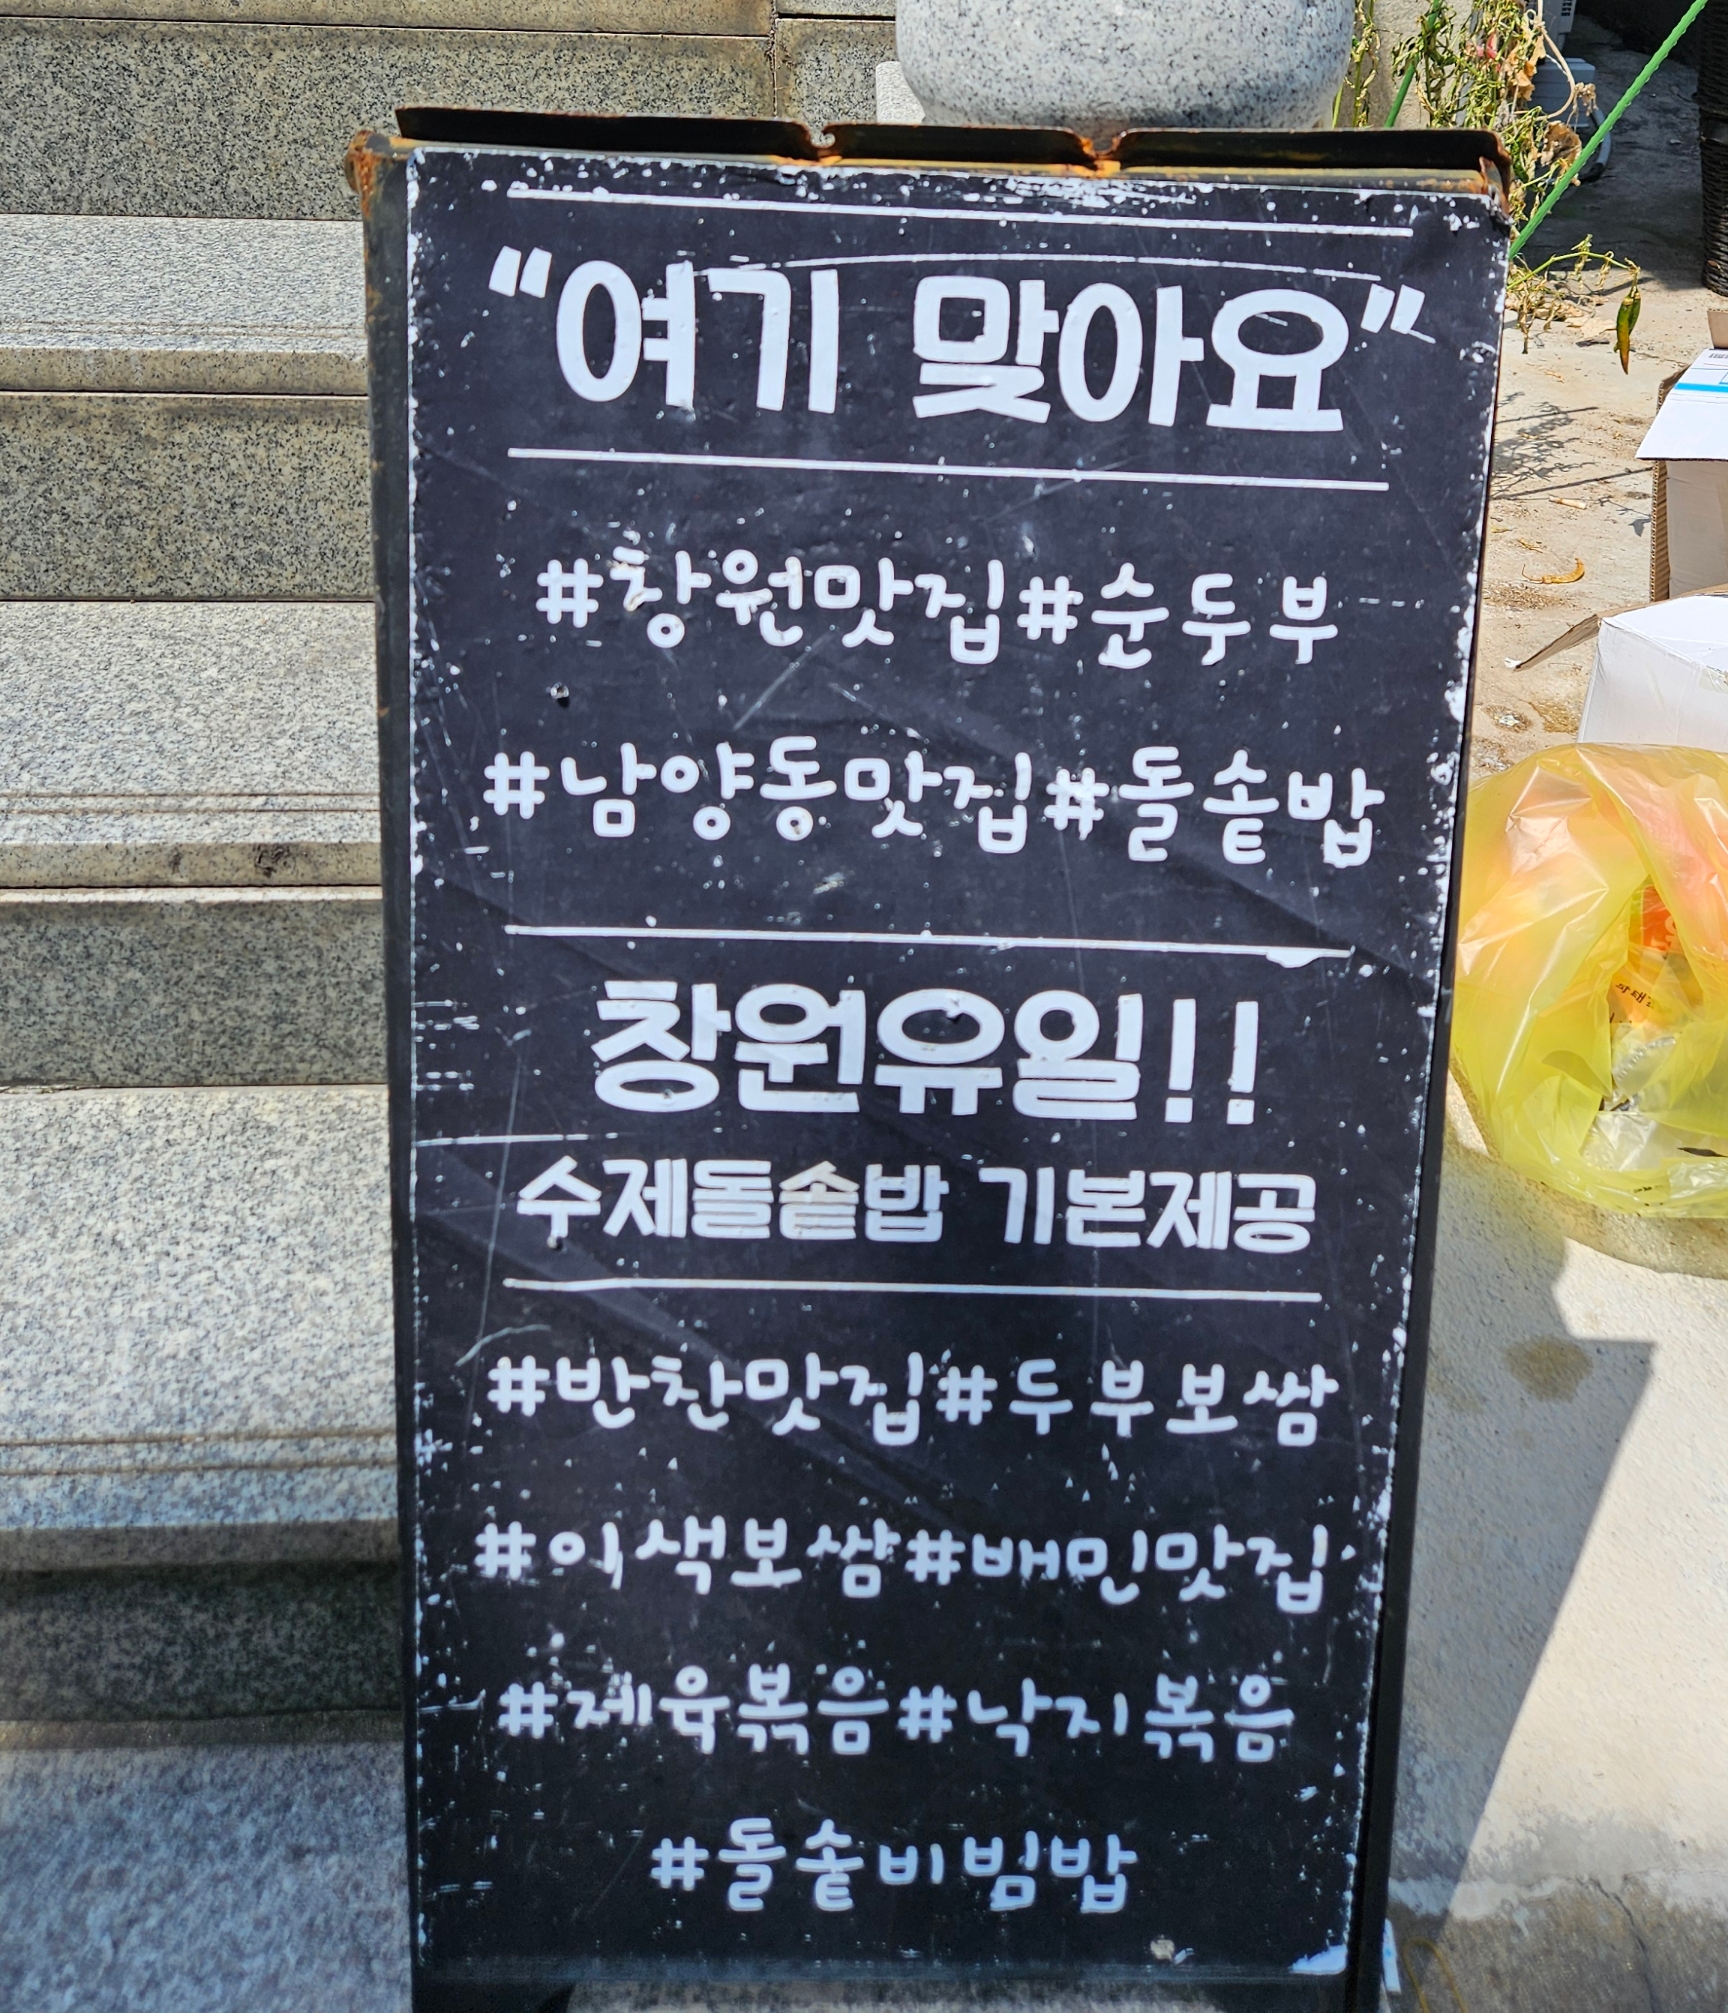 "여기 맞아요"
#창원맛집#순두부
#남양동맛집#돌솥밥
창원유일!!
수제돌솥밥 기본제공
#반찬맛집#두부보쌈
#이색보쌈#배민맛집
#제육볶음#낙지볶음
#돌솥비빔밥